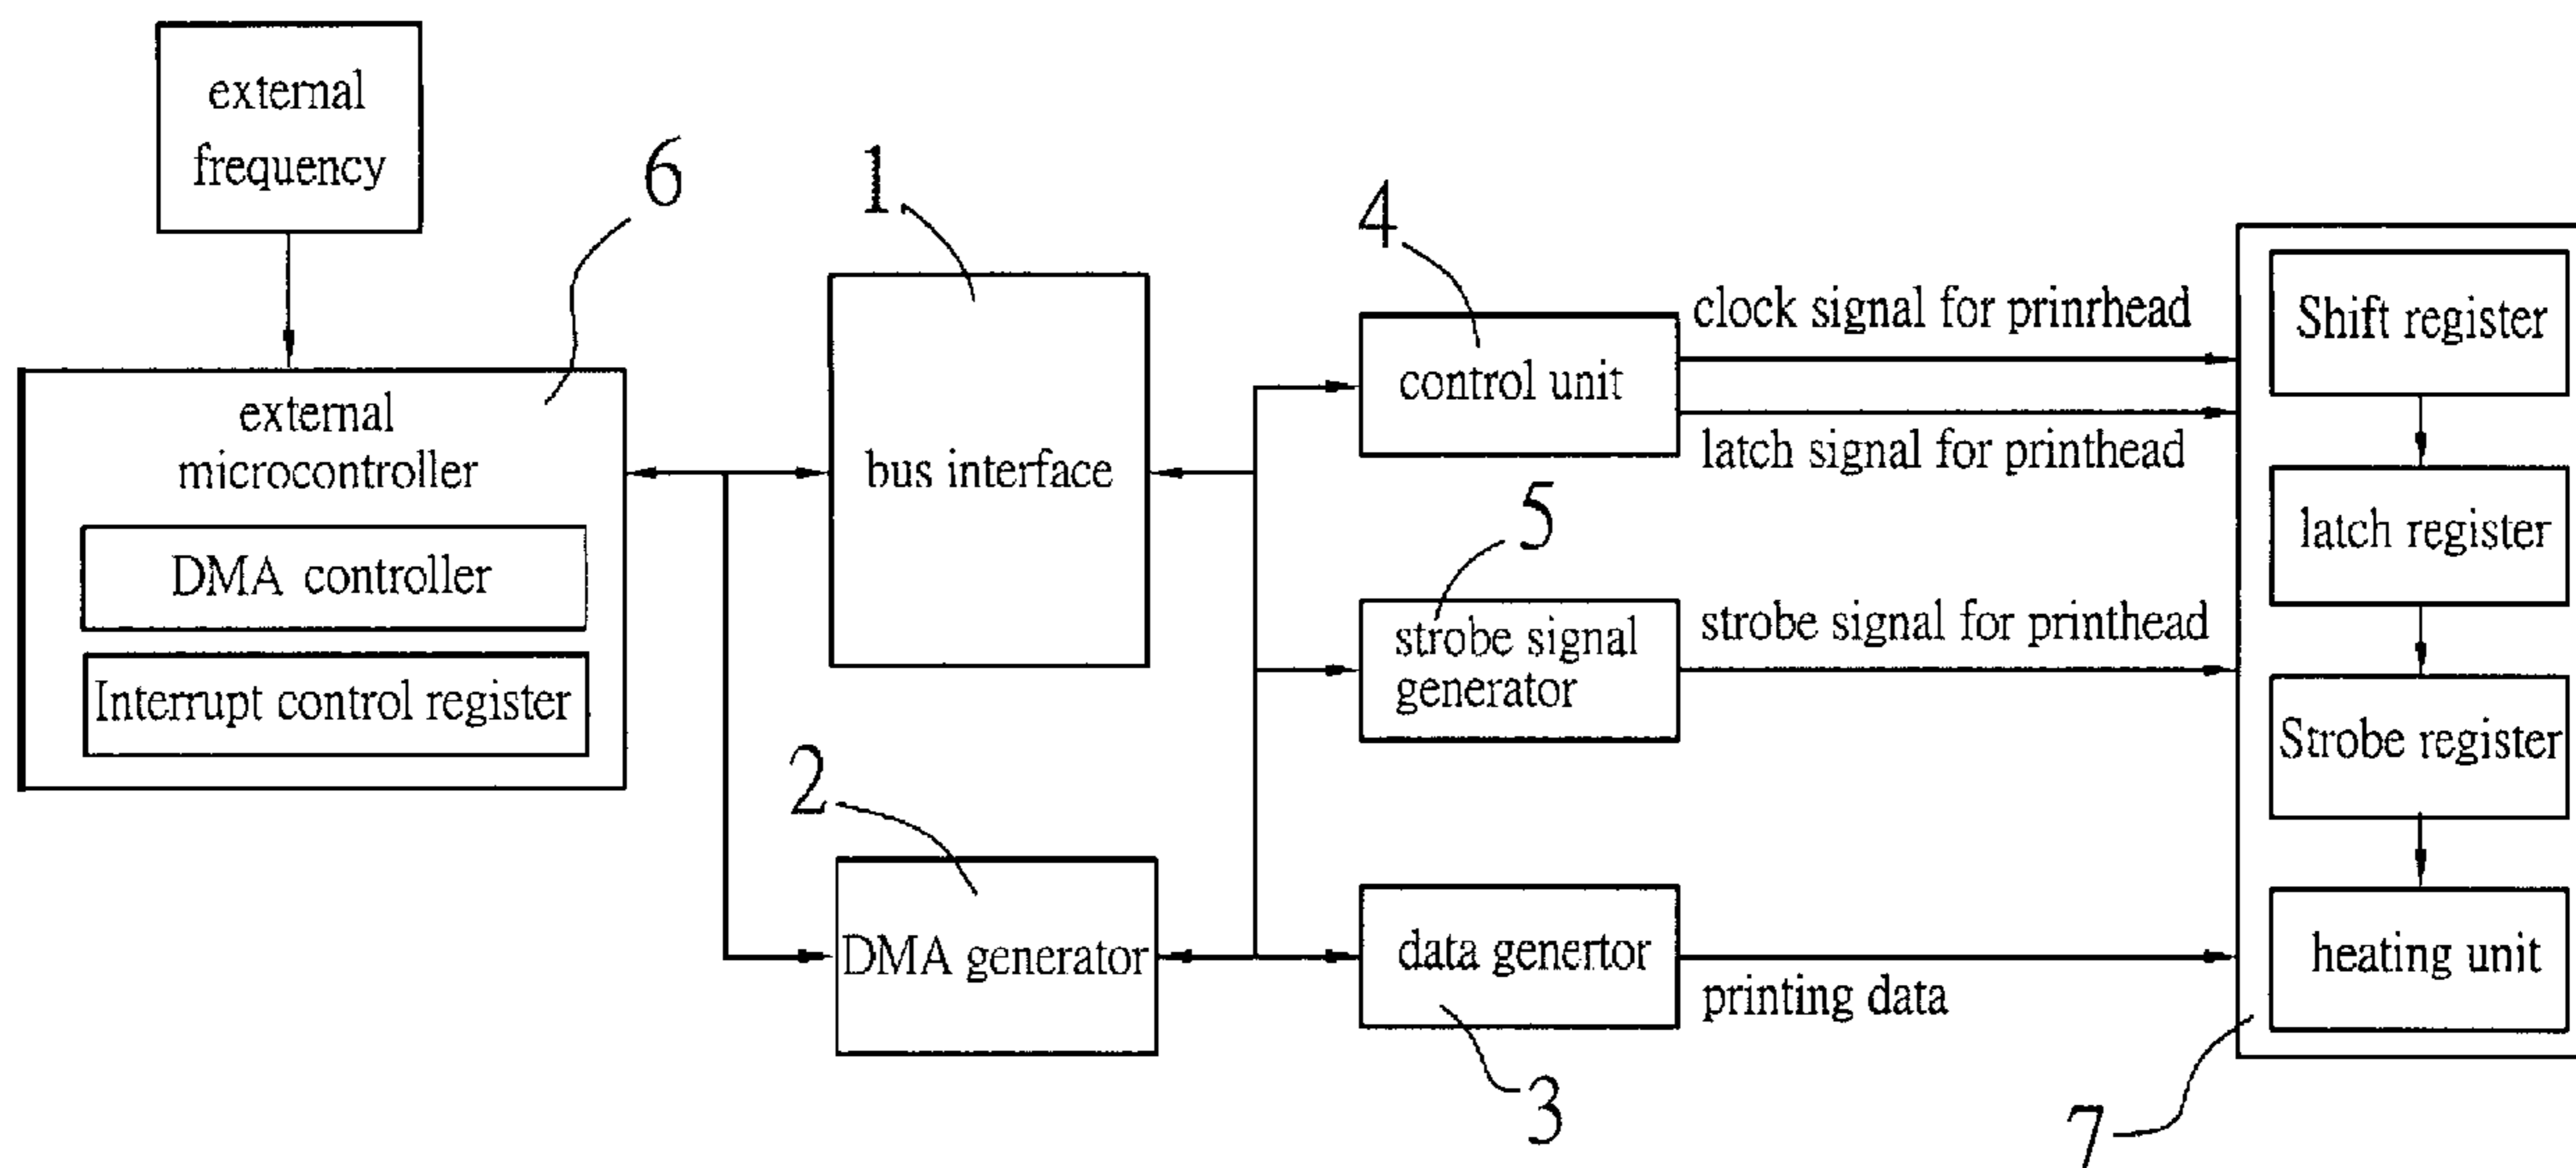 external
frequency
6
1
4
external
microcontroller
DMA controller
Interrupt control register
bus interface
2
DMA generator
control unit
clock signal for prinrhead
latch signal for printhead
5
strobe signal
generator
strobe signal for printhead
data genertor
printing data
3
Shift register
latch register
Strobe register
heating unit
7